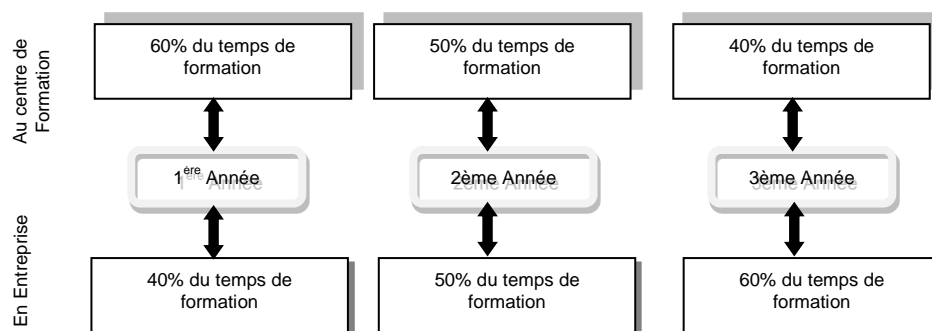 Au centre de
Formation
60% du temps de
formation
50% du temps de
formation
40% du temps de
formation
1ère Année
2ème Année
3ème Année
En Entreprise
40% du temps de
formation
50% du temps de
formation
60% du temps de
formation